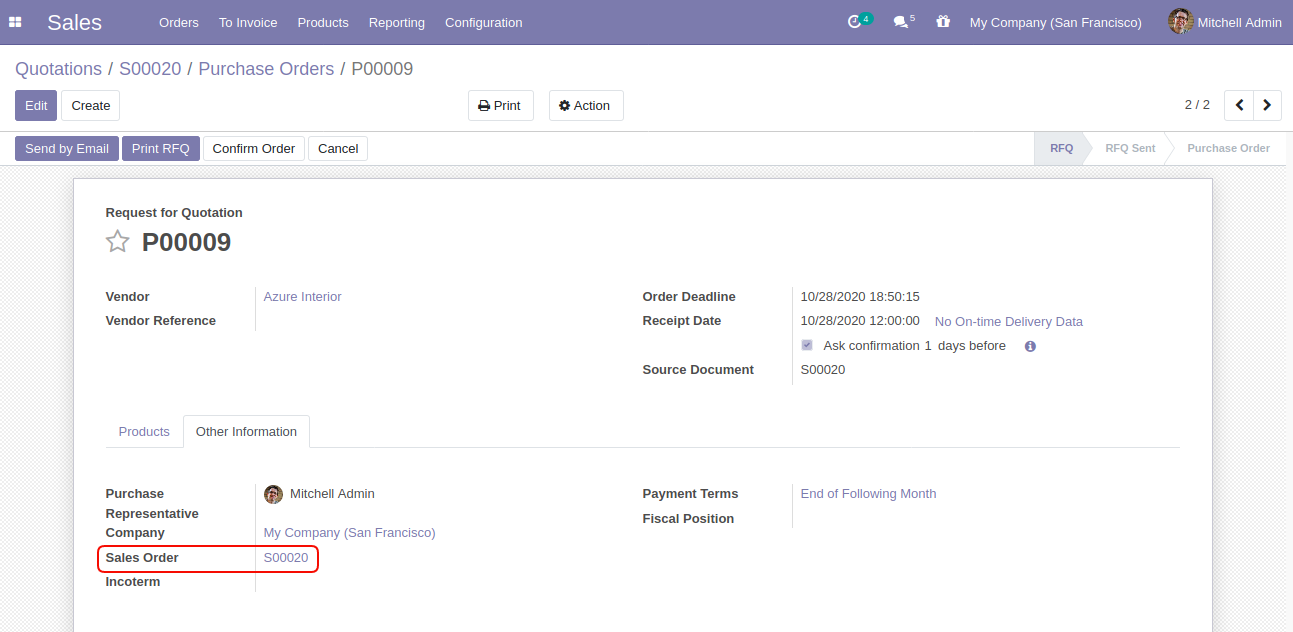 Sales Orders To Invoice Products Reporting Configuration 4 5 My Company (San Francisco) Mitchell Admin
Quotations / S00020 / Purchase Orders / P00009
Edit Create Print Action 2 / 2
Send by Email Print RFQ Confirm Order Cancel RFQ RFQ Sent Purchase Order
Request for Quotation
P00009
Vendor Azure Interior
Vendor Reference
Order Deadline 10/28/2020 18:50:15
Receipt Date 10/28/2020 12:00:00 No On-time Delivery Data
Ask confirmation 1 days before
Source Document S00020
Products Other Information
Purchase Representative Mitchell Admin
Company My Company (San Francisco)
Sales Order S00020
Incoterm
Payment Terms End of Following Month
Fiscal Position